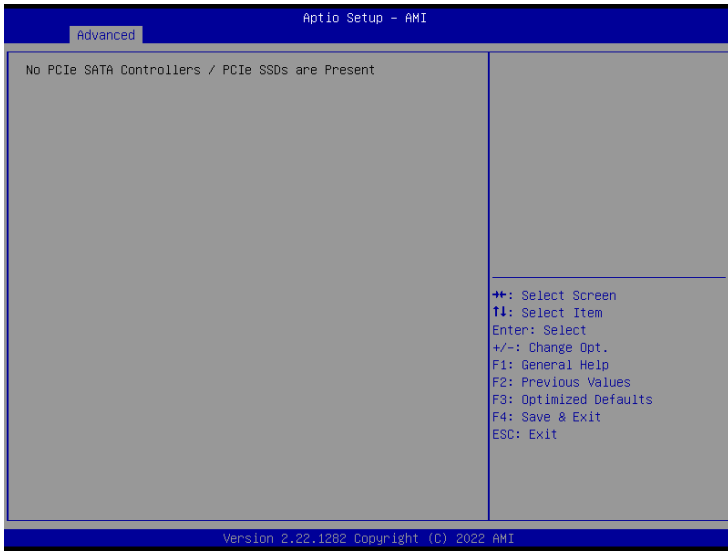 Aptio Setup - AMI
Advanced
No PCIe SATA Controllers / PCIe SSDs are Present
→←: Select Screen
↑↓: Select Item
Enter: Select
+/-: Change Opt.
F1: General Help
F2: Previous Values
F3: Optimized Defaults
F4: Save & Exit
ESC: Exit
Version 2.22.1282 Copyright (C) 2022 AMI